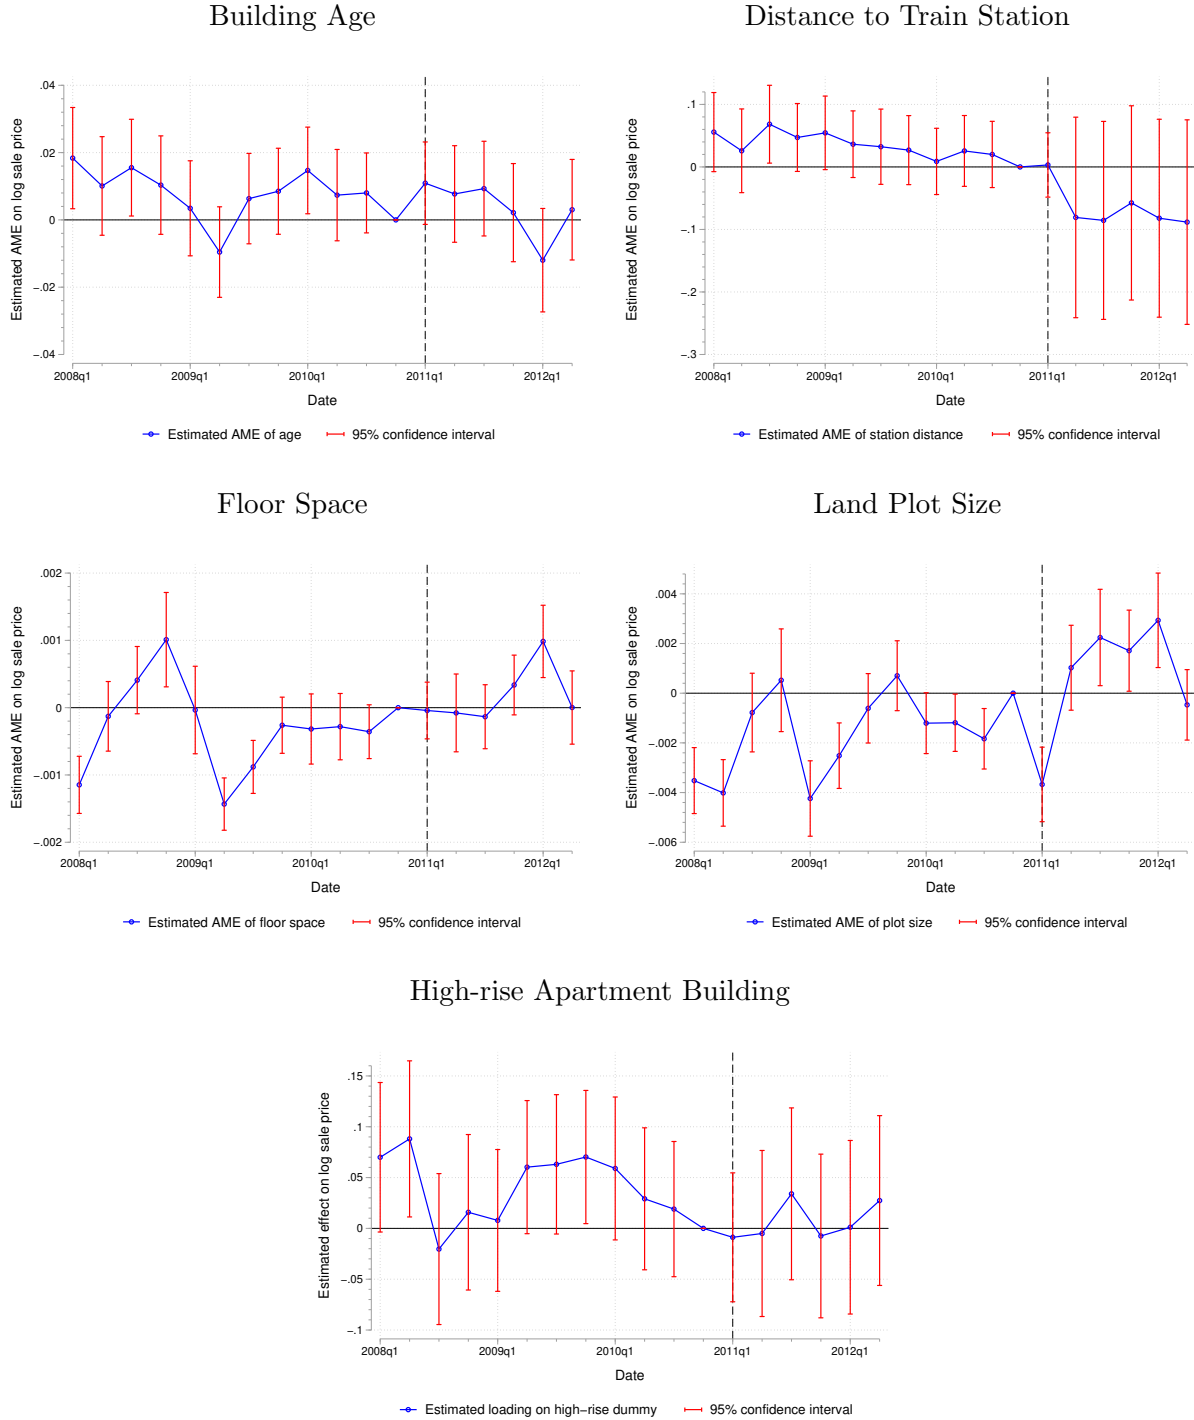 Building Age
Estimated AME on log sale price
.04
.02
0
−.02
−.04
2008q1 2009q1 2010q1 2011q1 2012q1
Date
Estimated AME of age 95% confidence interval
Distance to Train Station
Estimated AME on log sale price
.1
0
−.1
−.2
−.3
2008q1 2009q1 2010q1 2011q1 2012q1
Date
Estimated AME of station distance 95% confidence interval
Floor Space
Estimated AME on log sale price
.002
.001
0
−.001
−.002
2008q1 2009q1 2010q1 2011q1 2012q1
Date
Estimated AME of floor space 95% confidence interval
Land Plot Size
Estimated AME on log sale price
.004
.002
0
−.002
−.004
−.006
2008q1 2009q1 2010q1 2011q1 2012q1
Date
Estimated AME of plot size 95% confidence interval
High-rise Apartment Building
Estimated effect on log sale price
.15
.1
.05
0
−.05
−.1
2008q1 2009q1 2010q1 2011q1 2012q1
Date
Estimated loading on high−rise dummy 95% confidence interval